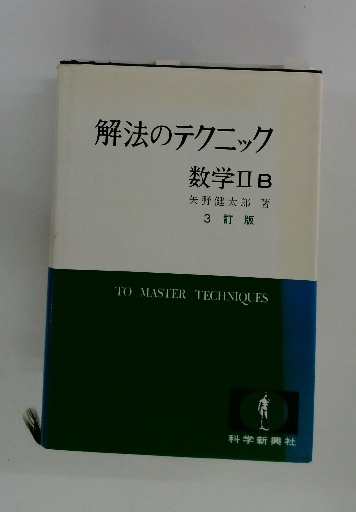 解法のテクニック
数学ⅡB
矢野健太郎 著
3 訂 版
TO MASTER TECHNIQUES
科学新興社